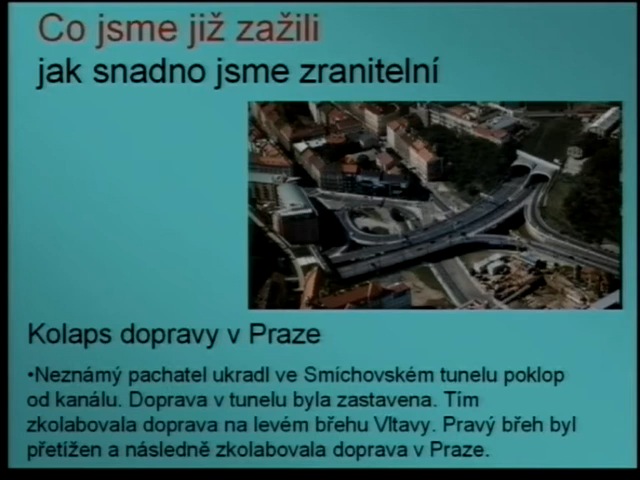 Co jsme již zažili
jak snadno jsme zranitelní
Kolaps dopravy v Praze
•Neznámý pachatel ukradl ve Smíchovském tunelu poklop
od kanálu. Doprava v tunelu byla zastavena. Tím
zkolabovala doprava na levém břehu Vltavy. Pravý břeh byl
přetížen a následně zkolabovala doprava v Praze.